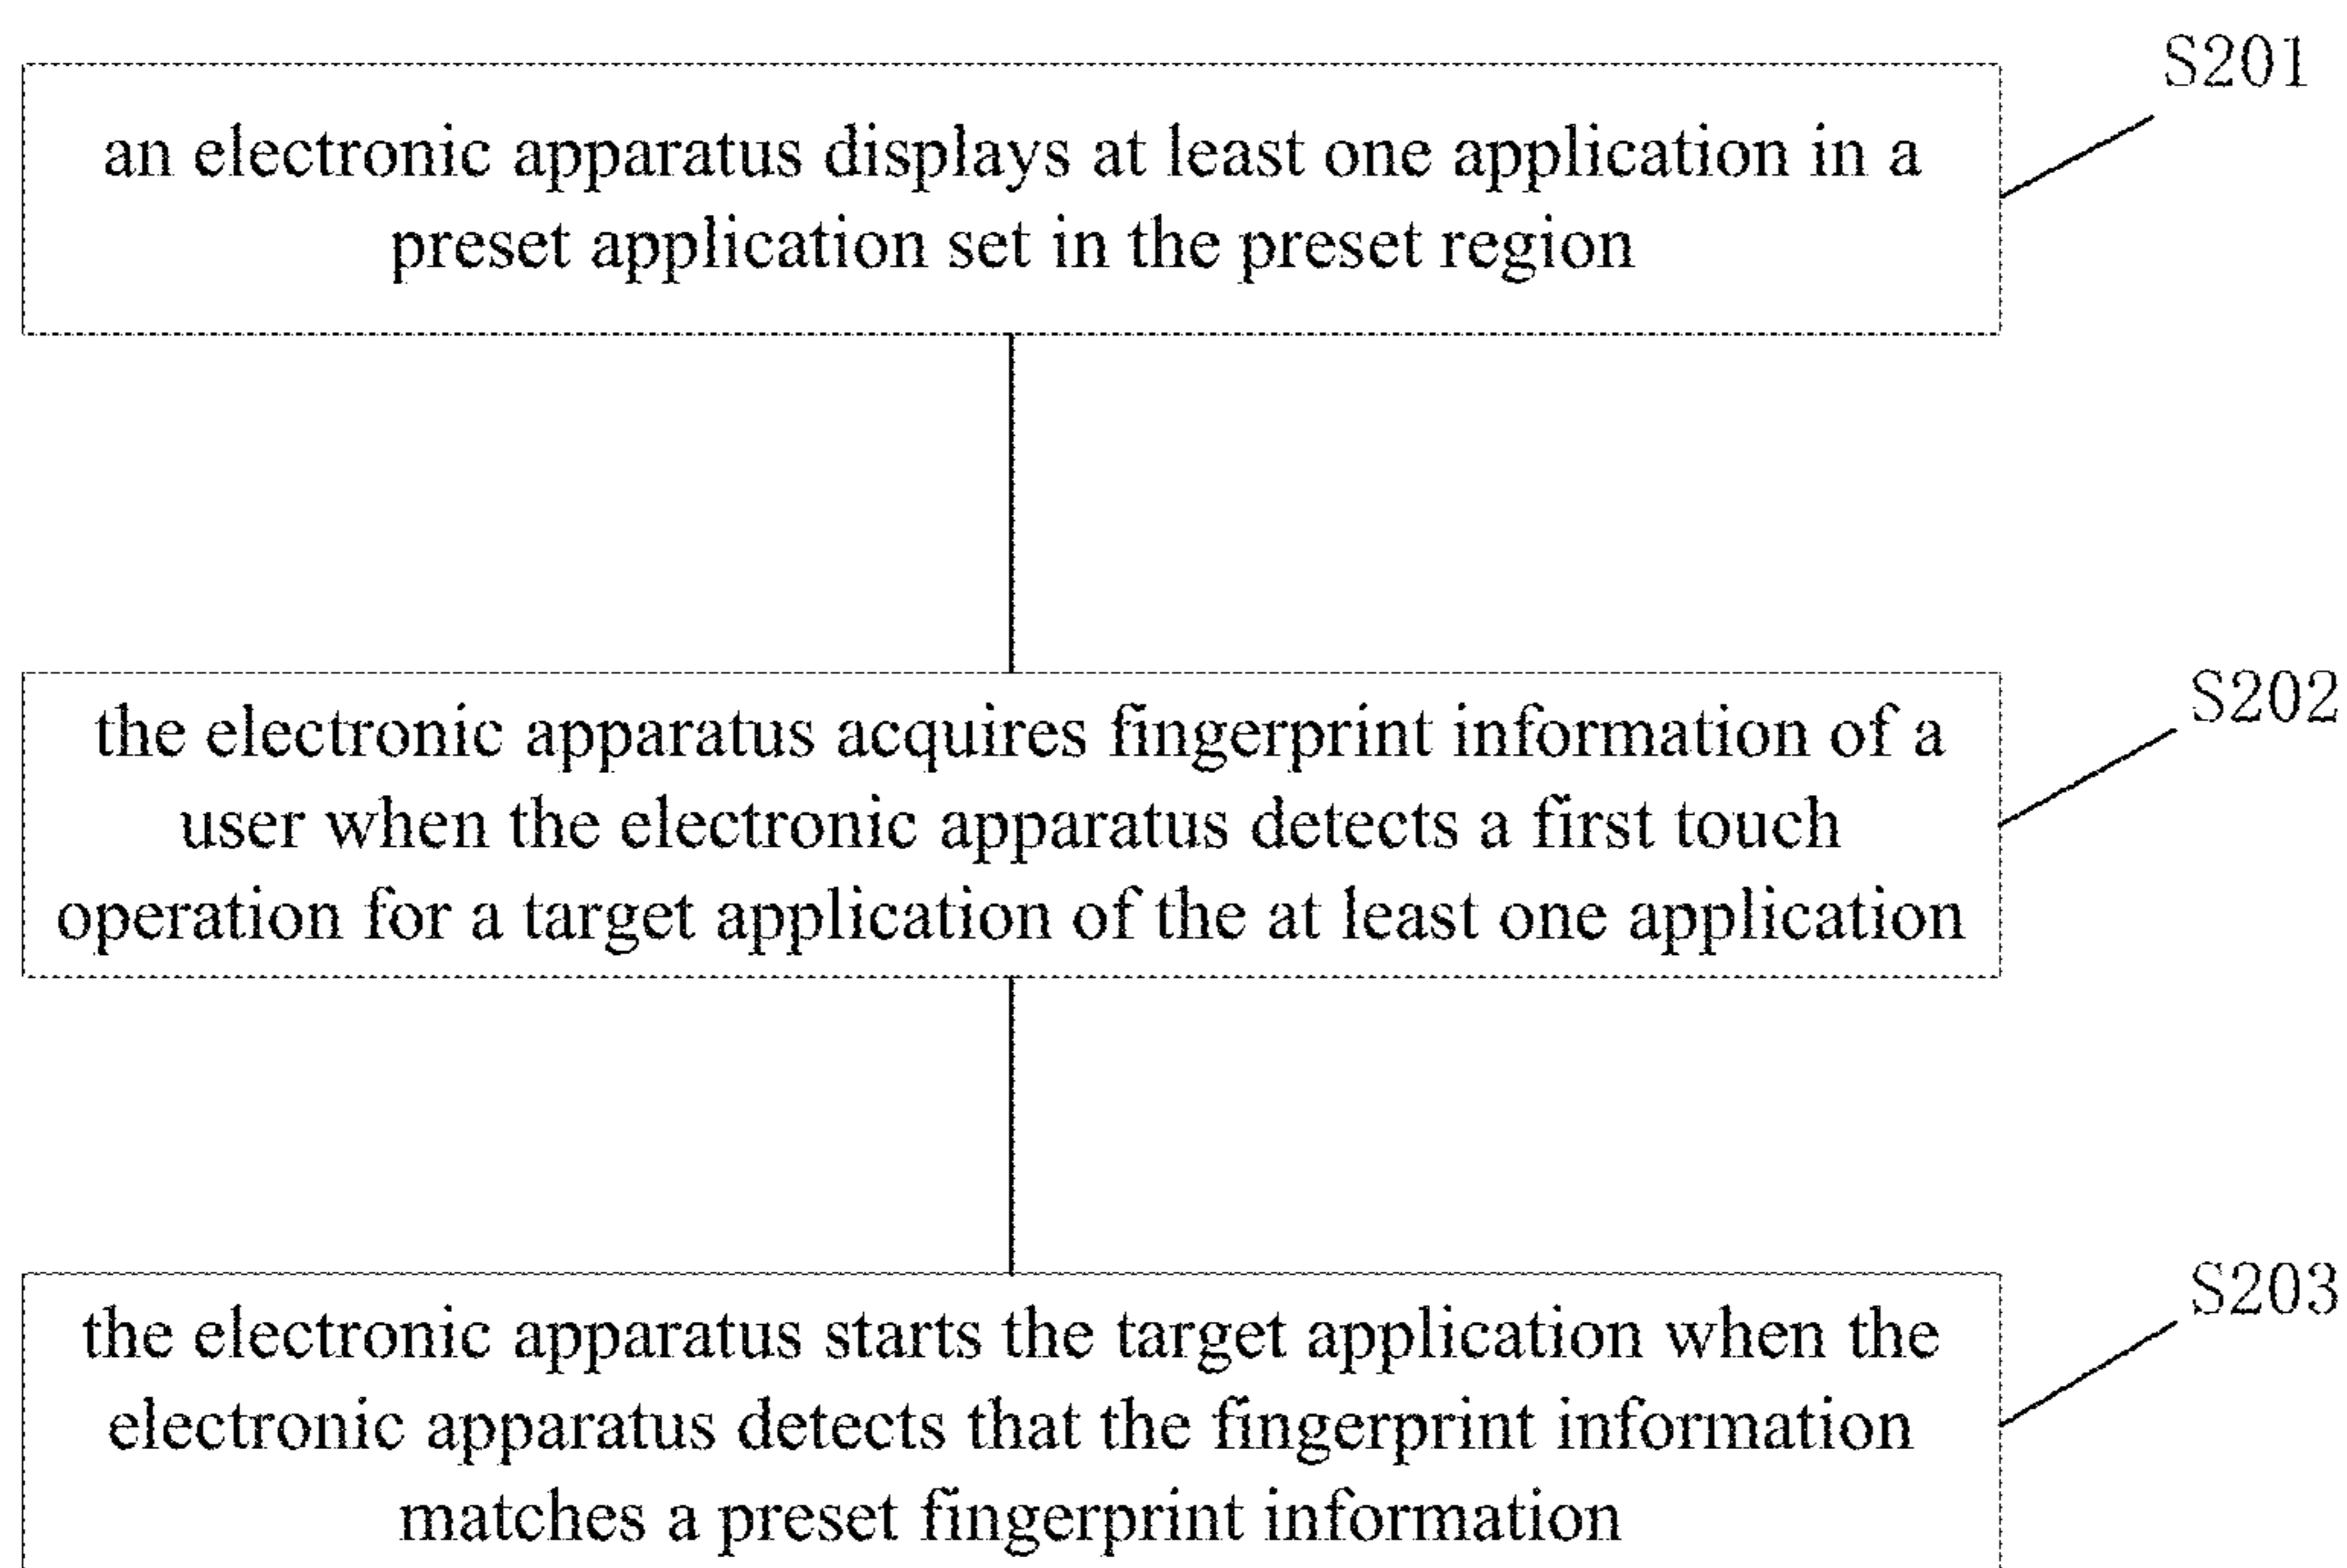 S201
an electronic apparatus displays at least one application in a
preset application set in the preset region
S202
the electronic apparatus acquires fingerprint information of a
user when the electronic apparatus detects a first touch
operation for a target application of the at least one application
S203
the electronic apparatus starts the target application when the
electronic apparatus detects that the fingerprint information
matches a preset fingerprint information